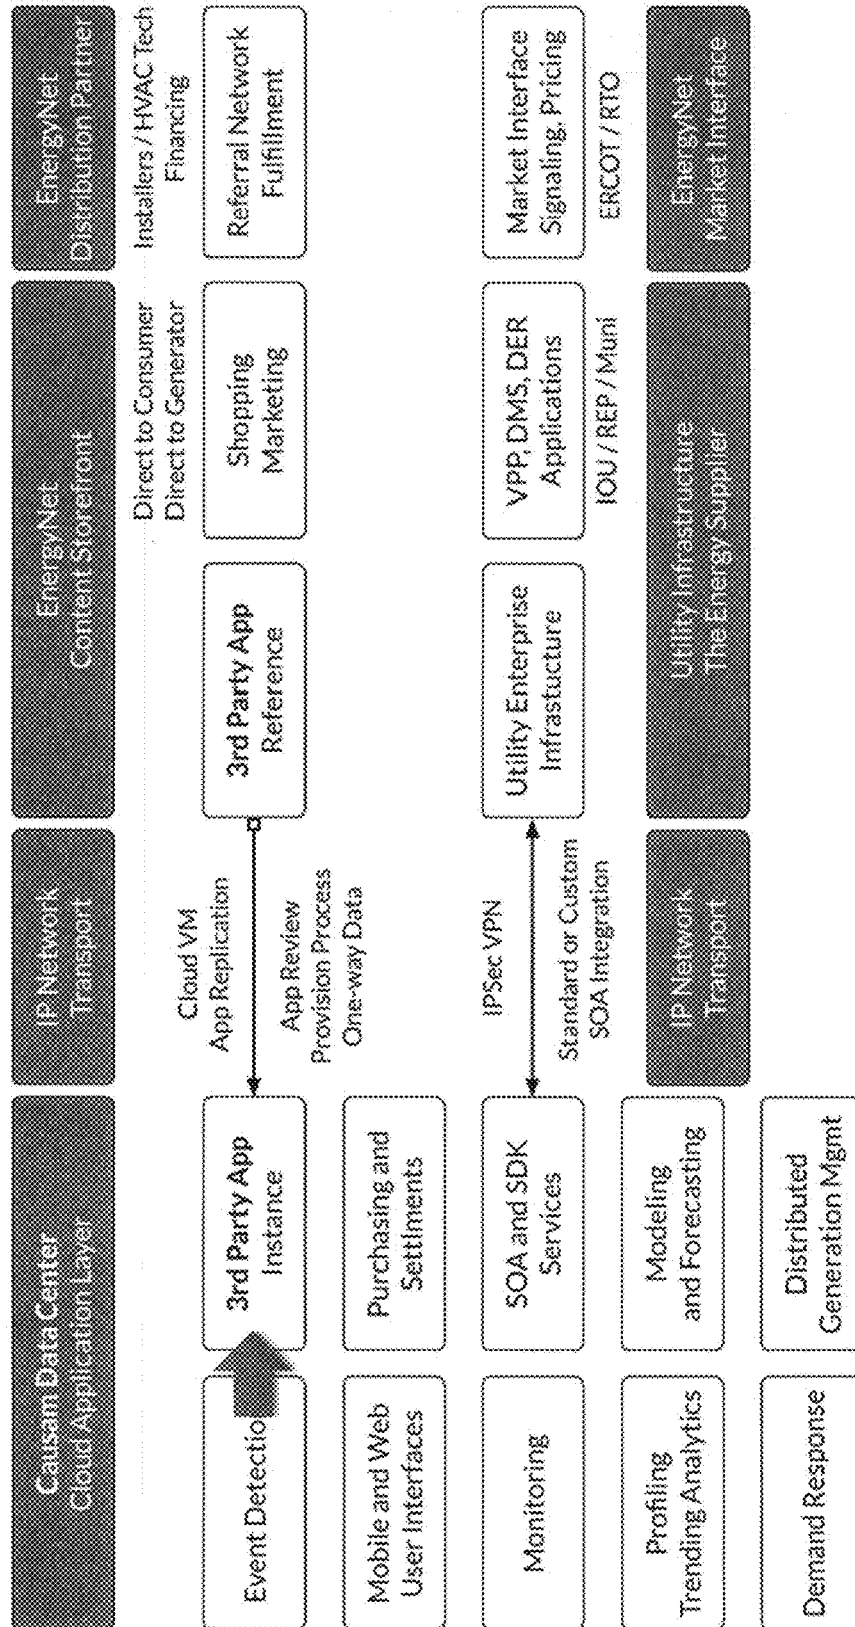 Causam Data Center
Cloud Application Layer
IP Network
Transport
EnergyNet
Content Storefront
EnergyNet
Distribution Partner
Direct to Consumer
Direct to Generator
Installers / HVAC Tech
Financing
Event Detectio
3rd Party App
Instance
Cloud VM
App Replication
App Review
Provision Process
One-way Data
3rd Party App
Reference
Shopping
Marketing
Referral Network
Fulfillment
Mobile and Web
User Interfaces
Purchasing and
Settlments
Monitoring
SOA and SDK
Services
IPSec VPN
Standard or Custom
SOA Integration
Utility Enterprise
Infrastucture
VPP, DMS, DER
Applications
Market Interface
Signaling, Pricing
IOU / REP / Muni
ERCOT / RTO
Profiling
Trending Analytics
Modeling
and Forecasting
IP Network
Transport
Utility Infrastructure
The Energy Supplier
EnergyNet
Market Interface
Demand Response
Distributed
Generation Mgmt